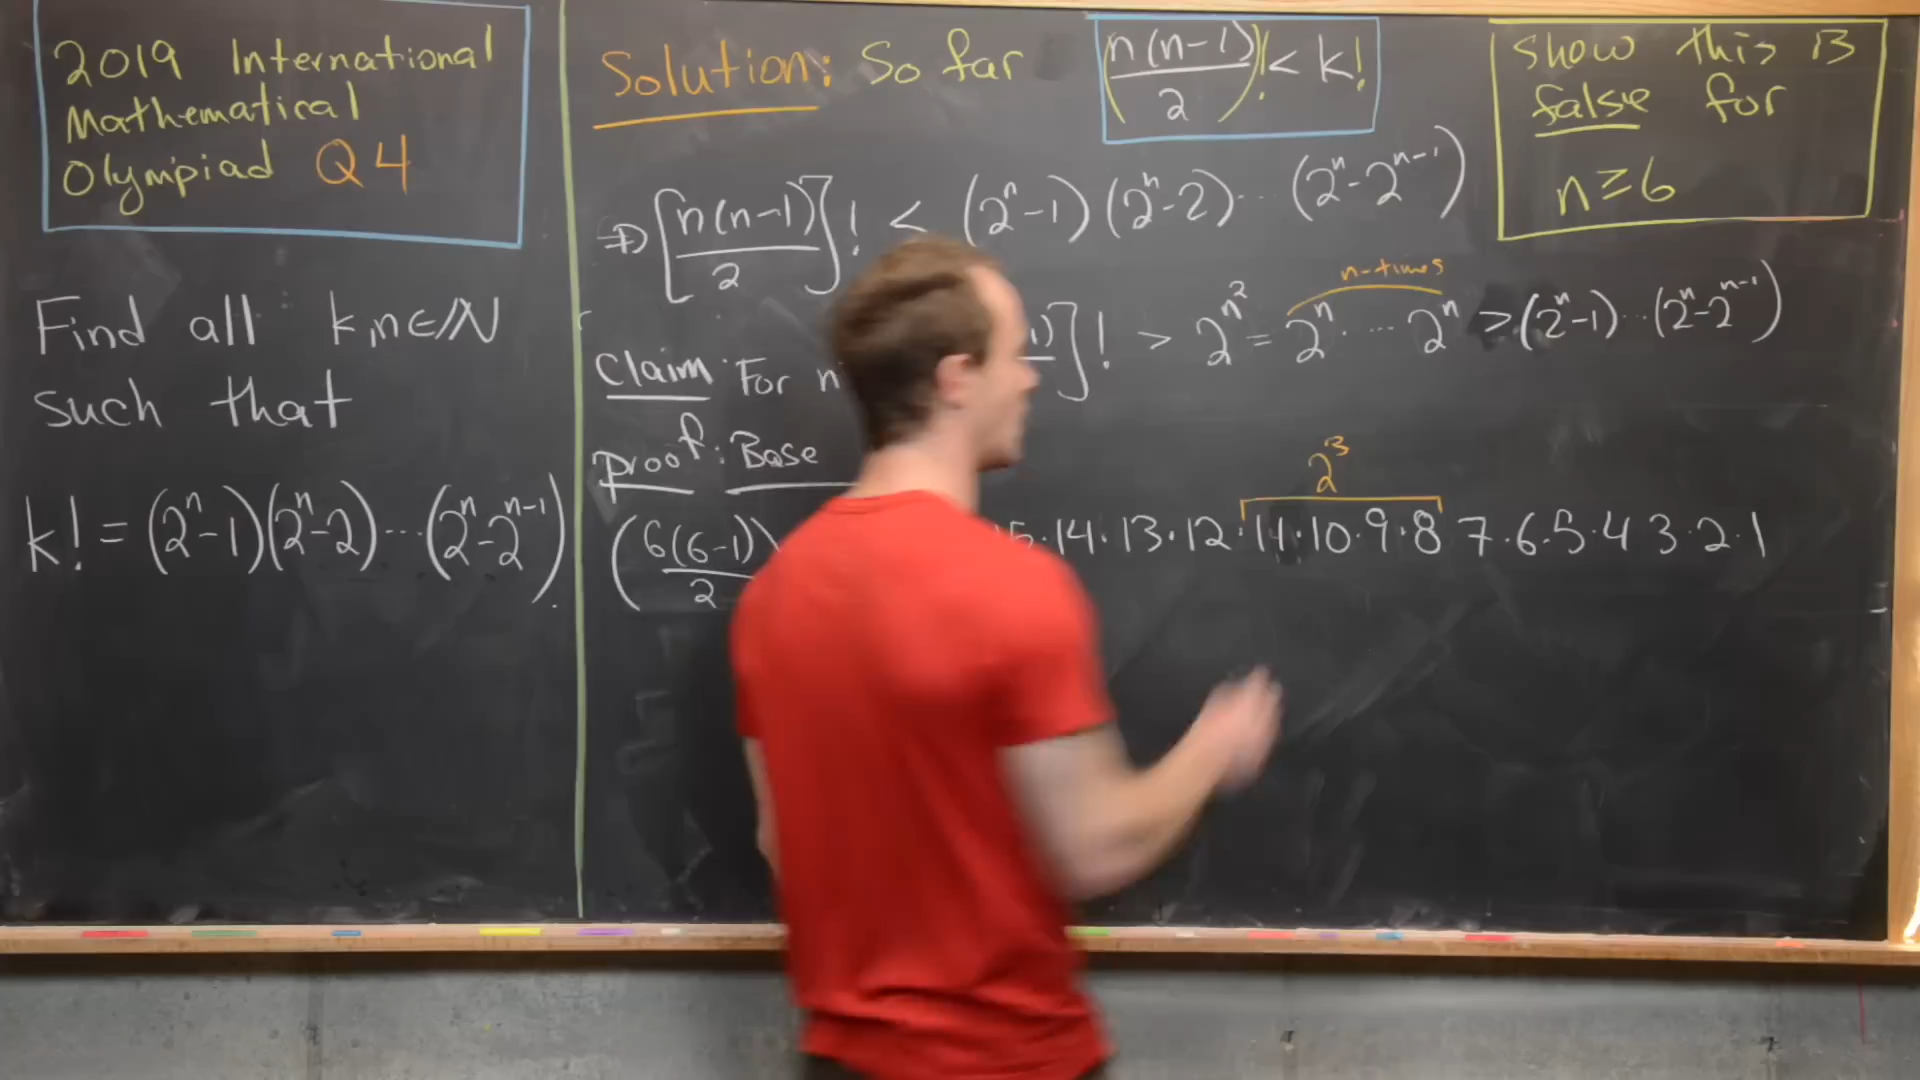 2019 International
Mathematical
Olympiad Q4
Find all k, n ∈ ℕ
such that
k! = (2^n-1)(2^n-2)⋯(2^n-2^{n-1})
Solution: So far (n(n-1)/2)! < k!
⇒ [n(n-1)/2]! < (2^n-1)(2^n-2)⋯(2^n-2^{n-1})
Claim: For n ]! > 2^{n^2} = 2^n⋯2^n > (2^n-1)⋯(2^n-2^{n-1})
n-times
Proof: Base
2^3
(6(6-1)/2 ·14·13·12·11·10·9·8 7·6·5·4 3·2·1
Show this is
false for
n≥6